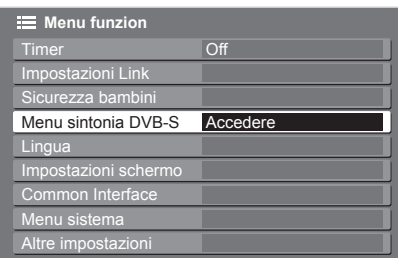 Menu funzion
Timer Off
Impostazioni Link
Sicurezza bambini
Menu sintonia DVB-S Accedere
Lingua
Impostazioni schermo
Common Interface
Menu sistema
Altre impostazioni